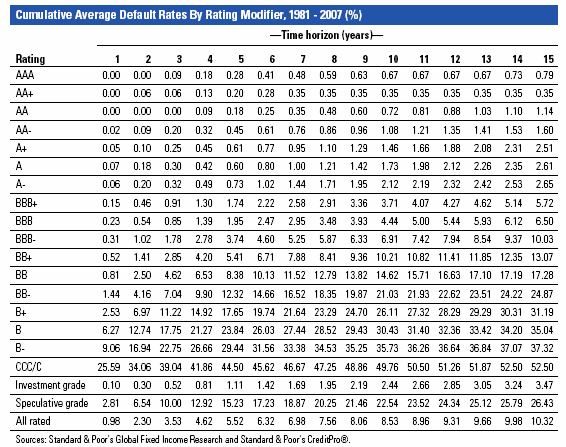 Cumulative Average Default Rates By Rating Modifier, 1981 - 2007 (%)
—Time horizon (years)—
Rating 1 2 3 4 5 6 7 8 9 10 11 12 13 14 15
AAA 0.00 0.00 0.09 0.18 0.28 0.41 0.48 0.59 0.63 0.67 0.67 0.67 0.67 0.73 0.79
AA+ 0.00 0.06 0.06 0.13 0.20 0.28 0.35 0.35 0.35 0.35 0.35 0.35 0.35 0.35 0.35
AA 0.00 0.00 0.00 0.09 0.18 0.25 0.35 0.48 0.60 0.72 0.81 0.88 1.03 1.10 1.14
AA- 0.02 0.09 0.20 0.32 0.45 0.61 0.76 0.86 0.96 1.08 1.21 1.35 1.41 1.53 1.60
A+ 0.05 0.10 0.25 0.45 0.61 0.77 0.95 1.10 1.29 1.46 1.66 1.88 2.08 2.31 2.51
A 0.07 0.18 0.30 0.42 0.60 0.80 1.00 1.21 1.42 1.73 1.98 2.12 2.26 2.35 2.61
A- 0.06 0.20 0.32 0.49 0.73 1.02 1.44 1.71 1.95 2.12 2.19 2.32 2.42 2.53 2.65
BBB+ 0.15 0.46 0.91 1.30 1.74 2.22 2.58 2.91 3.36 3.71 4.07 4.27 4.62 5.14 5.72
BBB 0.23 0.54 0.85 1.39 1.95 2.47 2.95 3.48 3.93 4.44 5.00 5.44 5.93 6.12 6.50
BBB- 0.31 1.02 1.78 2.78 3.74 4.60 5.25 5.87 6.33 6.91 7.42 7.94 8.54 9.37 10.03
BB+ 0.52 1.41 2.85 4.20 5.41 6.71 7.88 8.41 9.36 10.21 10.82 11.41 11.85 12.35 13.07
BB 0.81 2.50 4.62 6.53 8.38 10.13 11.52 12.79 13.82 14.62 15.71 16.63 17.10 17.19 17.28
BB- 1.44 4.16 7.04 9.90 12.32 14.66 16.52 18.35 19.87 21.03 21.93 22.62 23.51 24.22 24.87
B+ 2.53 6.97 11.22 14.92 17.65 19.74 21.64 23.29 24.70 26.11 27.32 28.29 29.29 30.31 31.19
B 6.27 12.74 17.75 21.27 23.84 26.03 27.44 28.52 29.43 30.43 31.40 32.36 33.42 34.20 35.04
B- 9.06 16.94 22.75 26.66 29.44 31.56 33.38 34.53 35.25 35.73 36.26 36.64 36.84 37.07 37.32
CCC/C 25.59 34.06 39.04 41.86 44.50 45.62 46.67 47.25 48.86 49.76 50.50 51.26 51.87 52.50 52.50
Investment grade 0.10 0.30 0.52 0.81 1.11 1.42 1.69 1.95 2.19 2.44 2.66 2.85 3.05 3.24 3.47
Speculative grade 2.81 6.54 10.00 12.92 15.23 17.23 18.87 20.25 21.46 22.54 23.52 24.34 25.12 25.79 26.43
All rated 0.98 2.30 3.53 4.62 5.52 6.32 6.98 7.56 8.06 8.53 8.96 9.31 9.66 9.98 10.32
Sources: Standard & Poor's Global Fixed Income Research and Standard & Poor's CreditPro®.